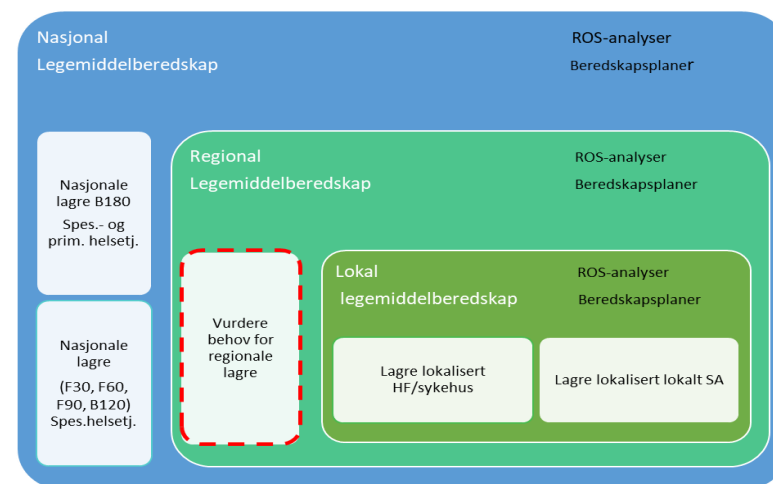 Nasjonal
Legemiddelberedskap
ROS-analyser
Beredskapsplaner
Nasjonale
lagre B180
Spes.- og
prim. helsetj.
Nasjonale
lagre
(F30, F60,
F90, B120)
Spes.helsetj.
Regional
Legemiddelberedskap
ROS-analyser
Beredskapsplaner
Vurdere
behov for
regionale
lagre
Lokal
legemiddelberedskap
ROS-analyser
Beredskapsplaner
Lagre lokalisert
HF/sykehus
Lagre lokalisert lokalt SA